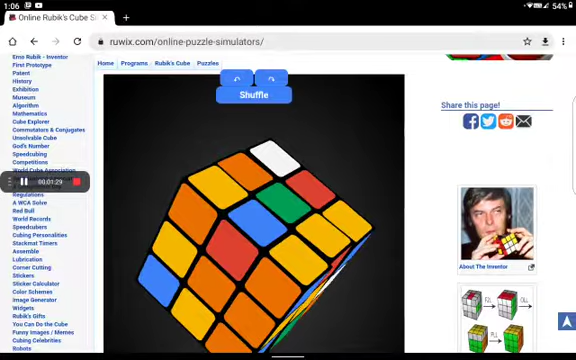 1:06
54%
Online Rubik's Cube Si
ruwix.com/online-puzzle-simulators/
Erno Rubik - Inventor
First Prototype
Patent
History
Exhibition
Museum
Algorithm
Mathematics
Cube Explorer
Commutators & Conjugates
Unsolvable Cube
God's Number
Speedcubing
Competitions
World Cube Association
00:01:29
Regulations
A WCA Solve
Red Bull
World Records
Speedcubers
Cubing Personalities
Stackmat Timers
Assembly
Lubrication
Corner Cutting
Stickers
Sticker Calculator
Color Schemes
Image Generator
Widgets
Rubik's Gifts
You Can Do the Cube
Funny Images / Memes
Cubing Celebrities
Robots
Home Programs Rubik's Cube Puzzles
Shuffle
Share this page!
About The Inventor
F2L
OLL
PLL